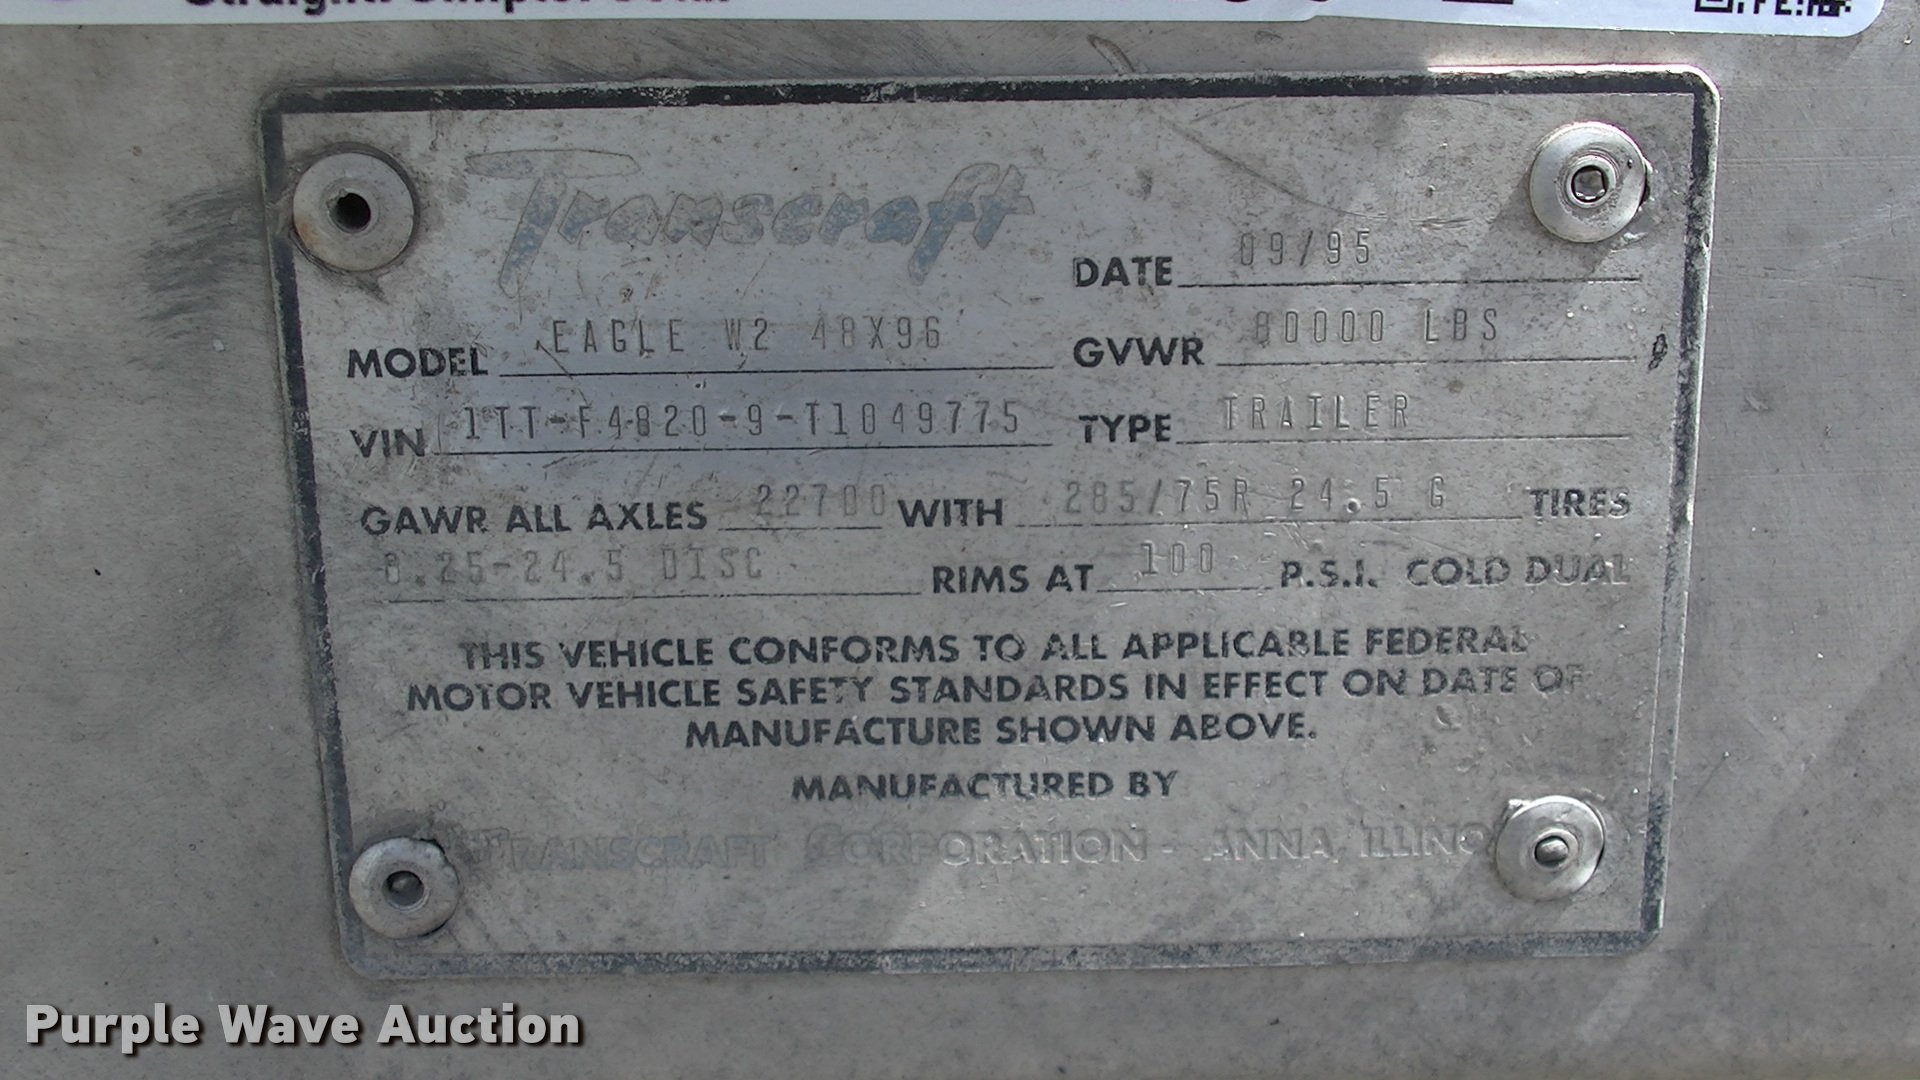 Transcraft
DATE 09/95
MODEL EAGLE W2 48X96
GVWR 80000 LBS
VIN 1TT-F4820-9-T1049775
TYPE TRAILER
GAWR ALL AXLES 22700 WITH 285/75R 24.5 G TIRES
8.25-24.5 DISC RIMS AT 100 P.S.I. COLD DUAL
THIS VEHICLE CONFORMS TO ALL APPLICABLE FEDERAL
MOTOR VEHICLE SAFETY STANDARDS IN EFFECT ON DATE OF
MANUFACTURE SHOWN ABOVE.
MANUFACTURED BY
TRANSCRAFT CORPORATION - ANNA, ILLINO
Purple Wave Auction